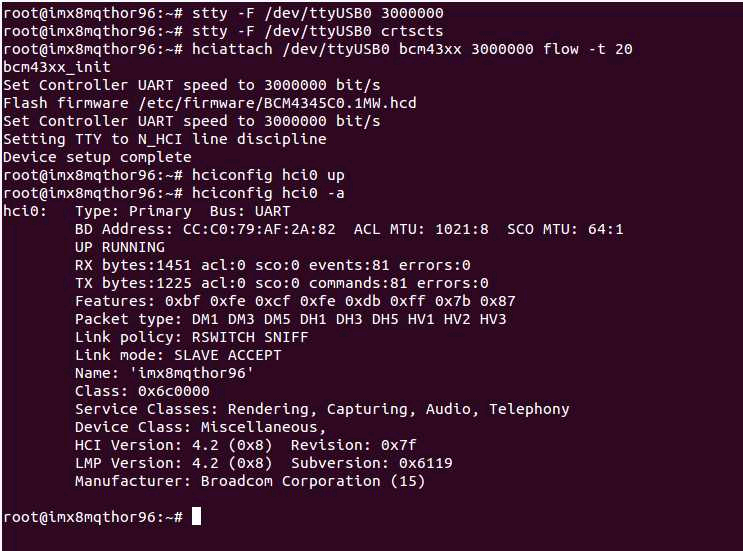 root@imx8mqthor96:~# stty -F /dev/ttyUSB0 3000000
root@imx8mqthor96:~# stty -F /dev/ttyUSB0 crtscts
root@imx8mqthor96:~# hciattach /dev/ttyUSB0 bcm43xx 3000000 flow -t 20
bcm43xx_init
Set Controller UART speed to 3000000 bit/s
Flash firmware /etc/firmware/BCM4345C0.1MW.hcd
Set Controller UART speed to 3000000 bit/s
Setting TTY to N_HCI line discipline
Device setup complete
root@imx8mqthor96:~# hciconfig hci0 up
root@imx8mqthor96:~# hciconfig hci0 -a
hci0:   Type: Primary  Bus: UART
        BD Address: CC:C0:79:AF:2A:82  ACL MTU: 1021:8  SCO MTU: 64:1
        UP RUNNING
        RX bytes:1451 acl:0 sco:0 events:81 errors:0
        TX bytes:1225 acl:0 sco:0 commands:81 errors:0
        Features: 0xbf 0xfe 0xcf 0xfe 0xdb 0xff 0x7b 0x87
        Packet type: DM1 DM3 DM5 DH1 DH3 DH5 HV1 HV2 HV3
        Link policy: RSWITCH SNIFF
        Link mode: SLAVE ACCEPT
        Name: 'imx8mqthor96'
        Class: 0x6c0000
        Service Classes: Rendering, Capturing, Audio, Telephony
        Device Class: Miscellaneous,
        HCI Version: 4.2 (0x8)  Revision: 0x7f
        LMP Version: 4.2 (0x8)  Subversion: 0x6119
        Manufacturer: Broadcom Corporation (15)
root@imx8mqthor96:~#